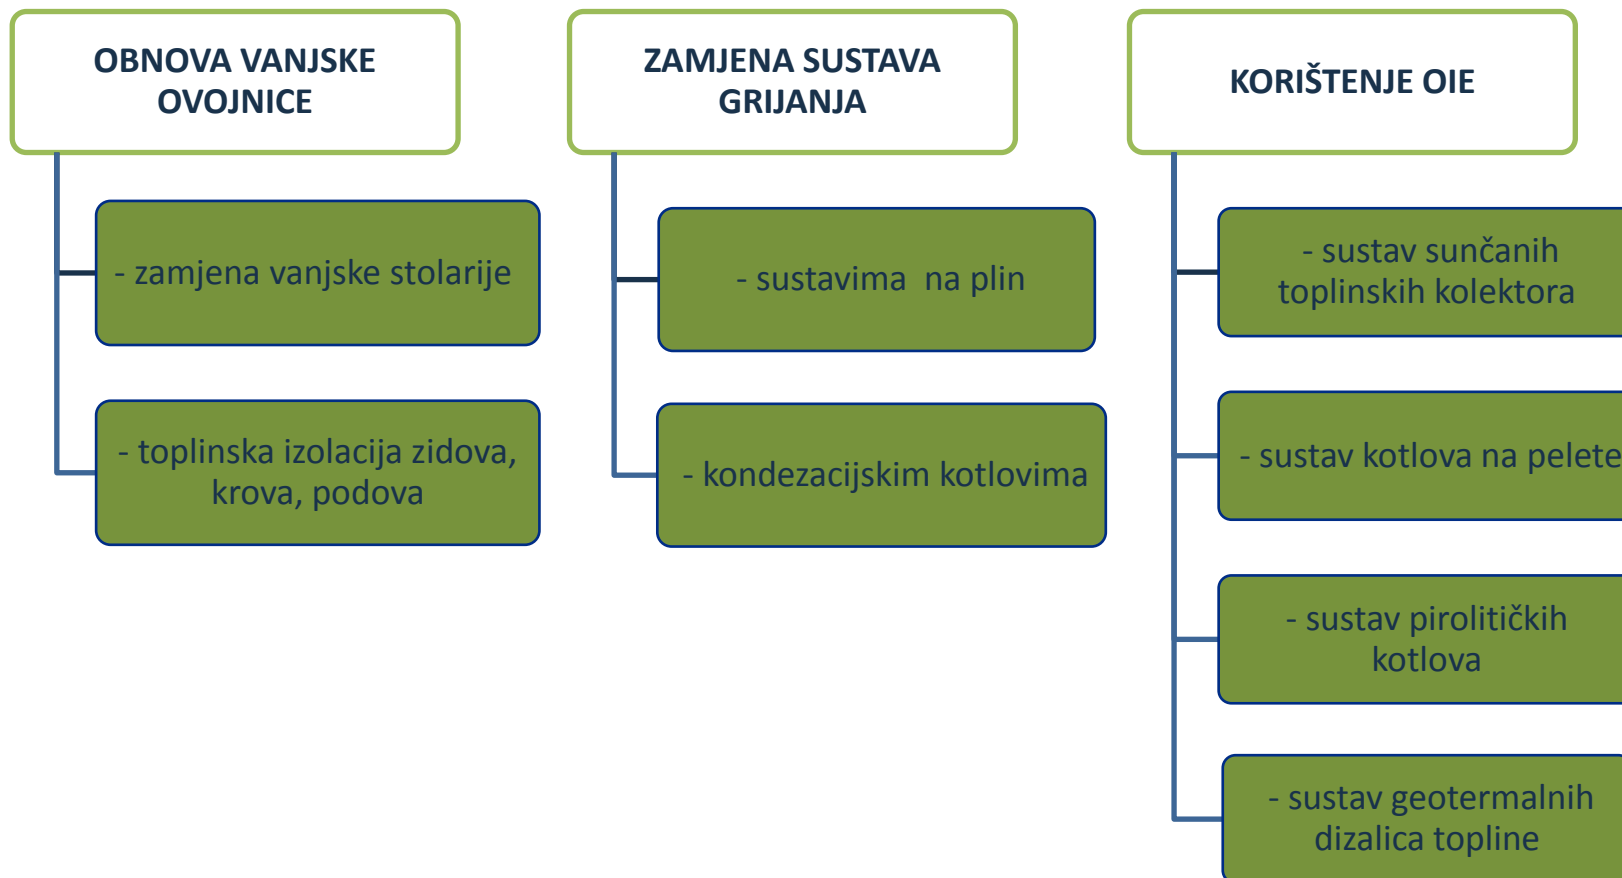 OBNOVA VANJSKE
OVOJNICE
- zamjena vanjske stolarije
- toplinska izolacija zidova,
krova, podova
ZAMJENA SUSTAVA
GRIJANJA
- sustavima  na plin
- kondezacijskim kotlovima
KORIŠTENJE OIE
- sustav sunčanih
toplinskih kolektora
- sustav kotlova na pelete
- sustav pirolitičkih
kotlova
- sustav geotermalnih
dizalica topline